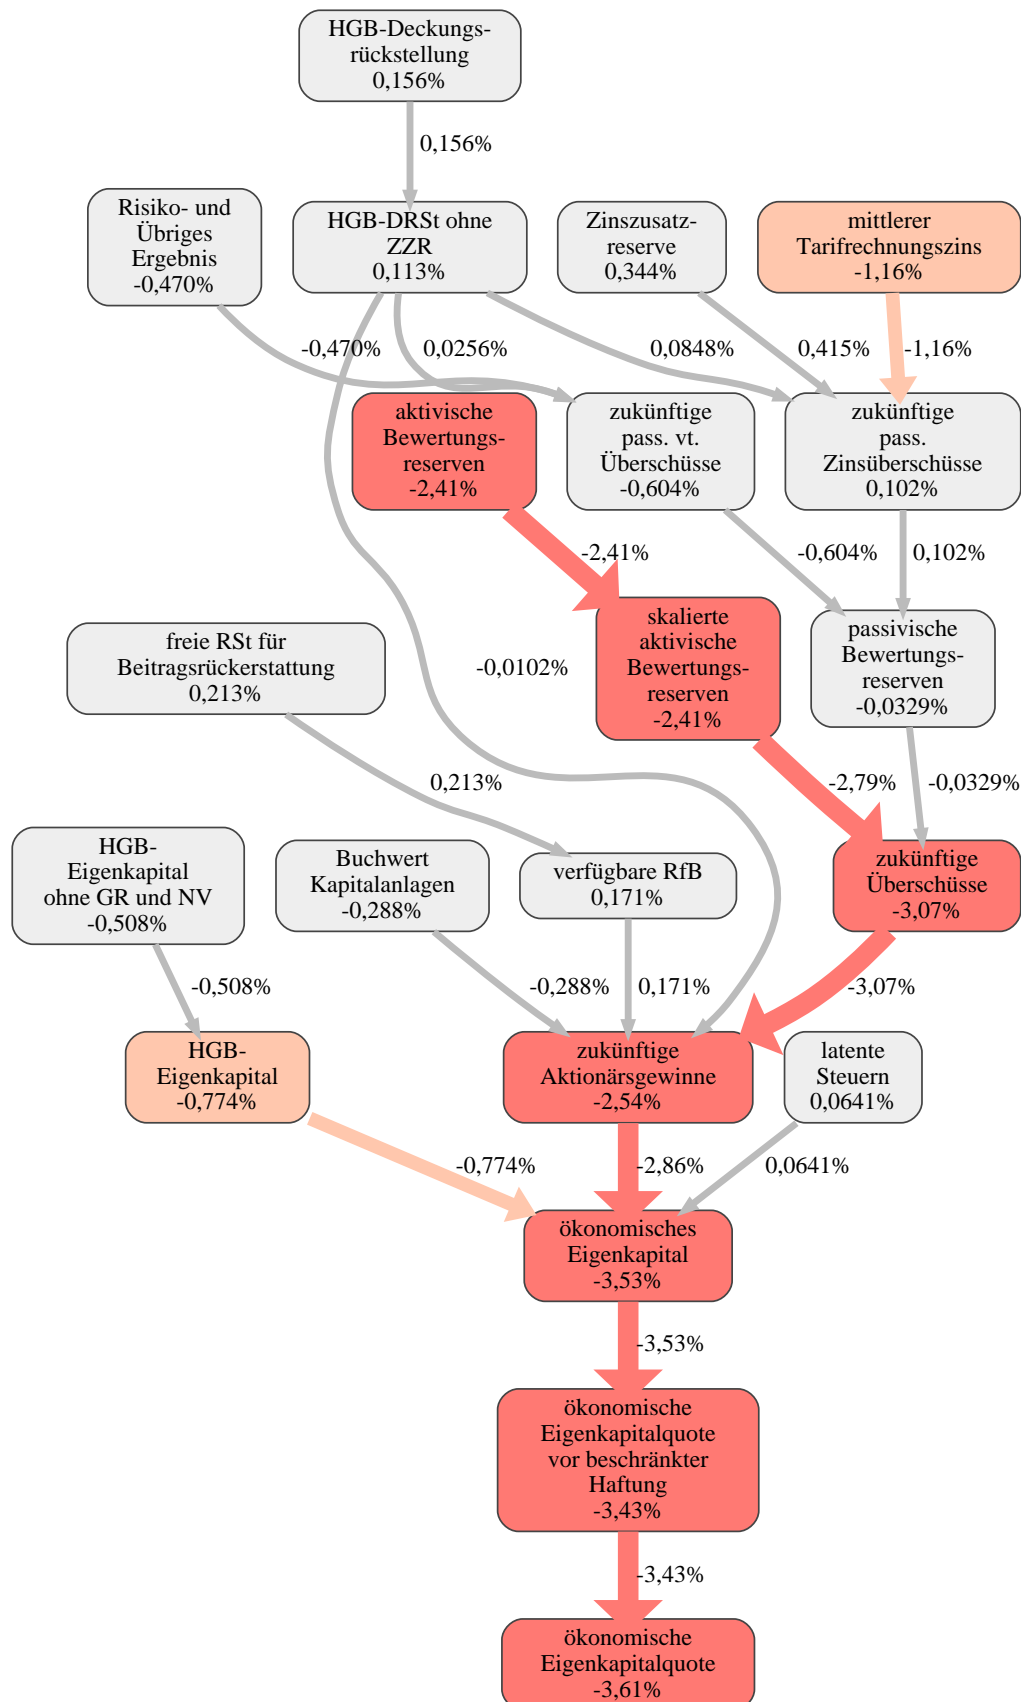 HGB-Deckungs-
rückstellung
0,156%
0,156%
Risiko- und
Übriges
Ergebnis
-0,470%
HGB-DRSt ohne
ZZR
0,113%
Zinszusatz-
reserve
0,344%
mittlerer
Tarifrechnungszins
-1,16%
-0,470%
0,0256%
0,0848%
0,415%
-1,16%
aktivische
Bewertungs-
reserven
-2,41%
zukünftige
pass. vt.
Überschüsse
-0,604%
zukünftige
pass.
Zinsüberschüsse
0,102%
-2,41%
-0,604%
0,102%
freie RSt für
Beitragsrückerstattung
0,213%
-0,0102%
skalierte
aktivische
Bewertungs-
reserven
-2,41%
passivische
Bewertungs-
reserven
-0,0329%
0,213%
-2,79%
-0,0329%
HGB-
Eigenkapital
ohne GR und NV
-0,508%
Buchwert
Kapitalanlagen
-0,288%
verfügbare RfB
0,171%
zukünftige
Überschüsse
-3,07%
-0,508%
-0,288%
0,171%
-3,07%
HGB-
Eigenkapital
-0,774%
zukünftige
Aktionärsgewinne
-2,54%
latente
Steuern
0,0641%
-0,774%
-2,86%
0,0641%
ökonomisches
Eigenkapital
-3,53%
-3,53%
ökonomische
Eigenkapitalquote
vor beschränkter
Haftung
-3,43%
-3,43%
ökonomische
Eigenkapitalquote
-3,61%